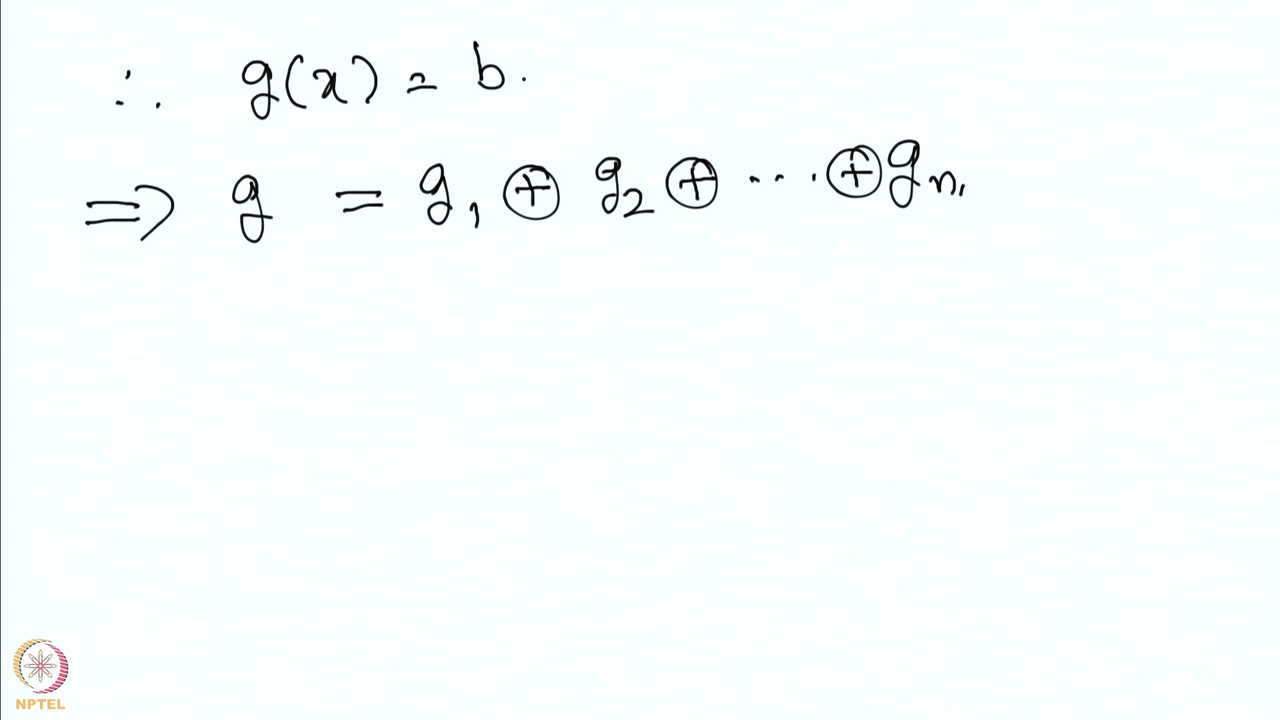 ∴ g(x) = b.
⇒ g = g₁ ⊕ g₂ ⊕ ... ⊕ gₙ.
NPTEL